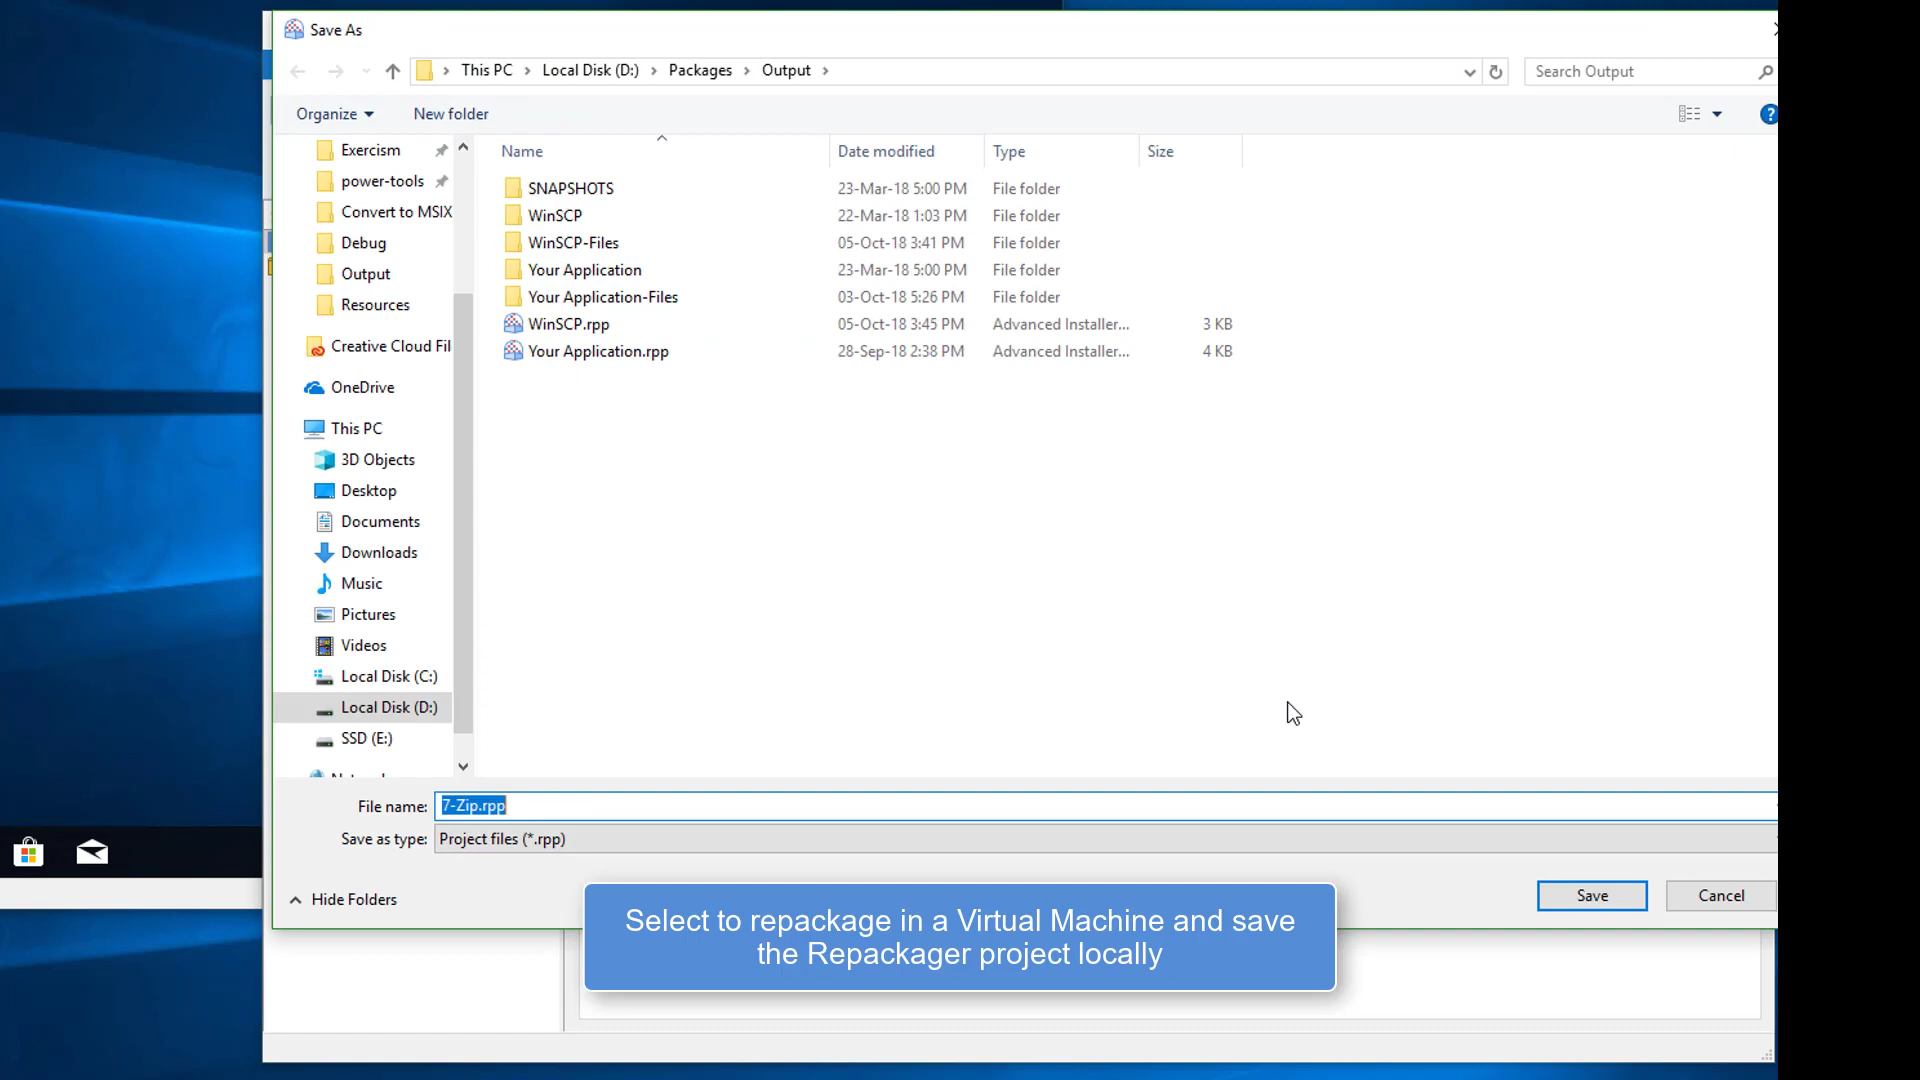 Save As
This PC > Local Disk (D:) > Packages > Output >
Search Output
Organize
New folder
?
Name
Date modified
Type
Size
Exercism
power-tools
Convert to MSIX
Debug
Output
Resources
Creative Cloud Fil
OneDrive
This PC
3D Objects
Desktop
Documents
Downloads
Music
Pictures
Videos
Local Disk (C:)
Local Disk (D:)
SSD (E:)
SNAPSHOTS 23-Mar-18 5:00 PM File folder
WinSCP 22-Mar-18 1:03 PM File folder
WinSCP-Files 05-Oct-18 3:41 PM File folder
Your Application 23-Mar-18 5:00 PM File folder
Your Application-Files 03-Oct-18 5:26 PM File folder
WinSCP.rpp 05-Oct-18 3:45 PM Advanced Installer... 3 KB
Your Application.rpp 28-Sep-18 2:38 PM Advanced Installer... 4 KB
File name: 7-Zip.rpp
Save as type: Project files (*.rpp)
Hide Folders
Save
Cancel
Select to repackage in a Virtual Machine and save
the Repackager project locally